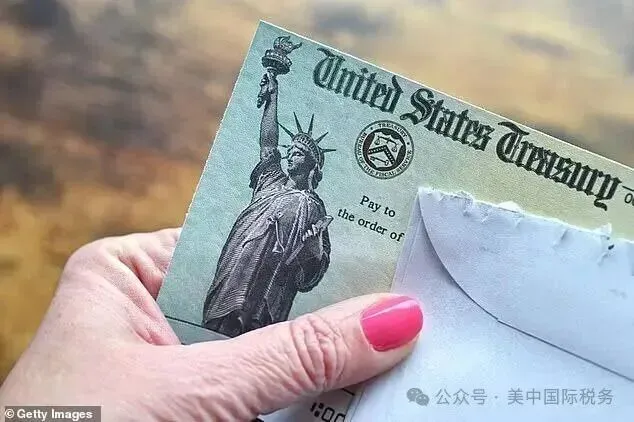 United States Treasury
Pay to
the order of
公众号 · 美中国际税务
© Getty Images